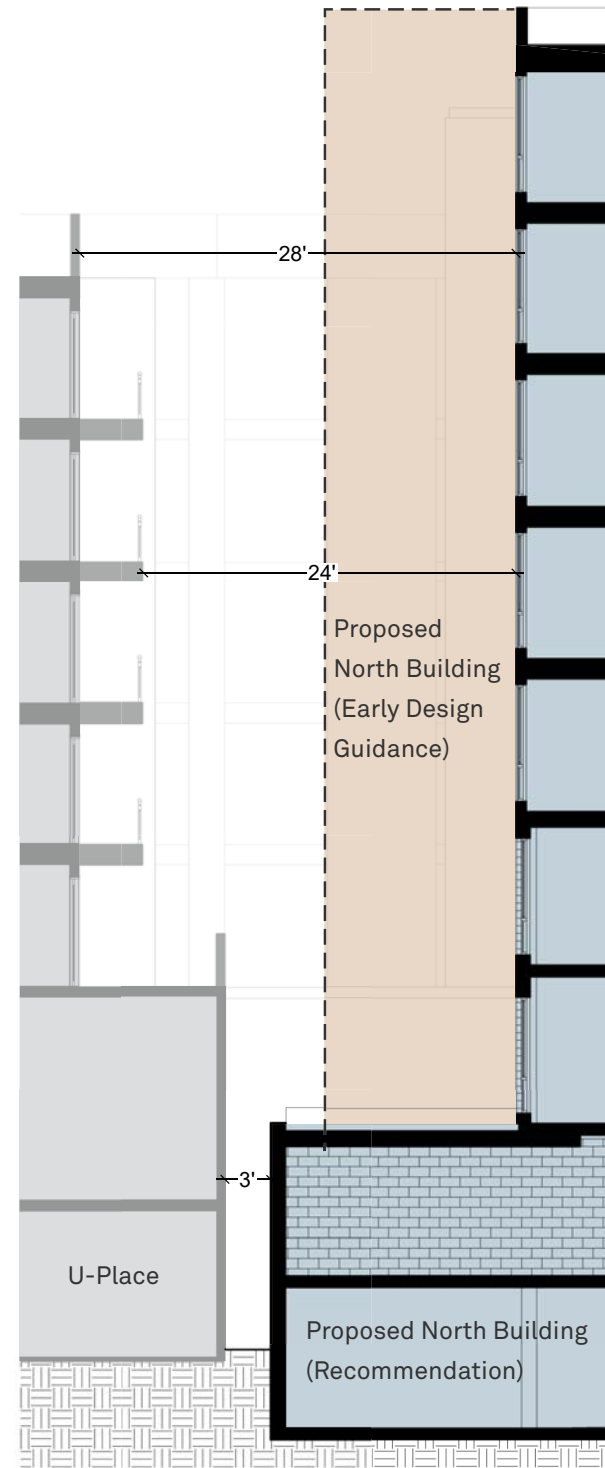 28'
24'
Proposed
North Building
(Early Design
Guidance)
3'
U-Place
Proposed North Building
(Recommendation)